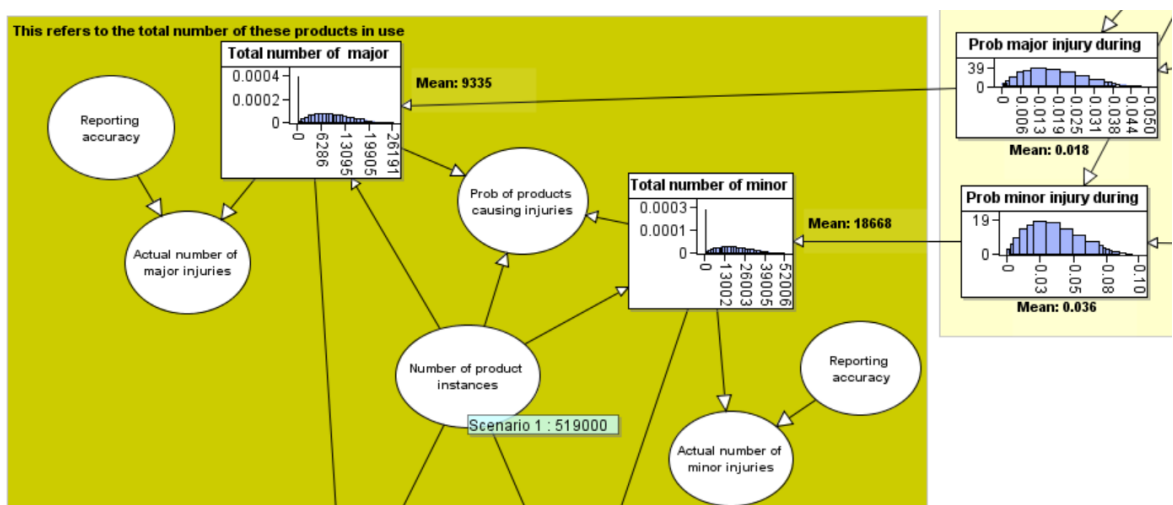 This refers to the total number of these products in use
Total number of major
0.0004
0.0002
0
0
6286
13095
19905
26191
Mean: 9335
Reporting
accuracy
Actual number of
major injuries
Prob of products
causing injuries
Total number of minor
0.0003
0.0001
0
0
13002
26003
39005
52006
Mean: 18668
Number of product
instances
Scenario 1 : 519000
Reporting
accuracy
Actual number of
minor injuries
Prob major injury during
39
0
0
0.006
0.013
0.019
0.025
0.031
0.038
0.044
0.050
Mean: 0.018
Prob minor injury during
19
0
0
0.03
0.05
0.08
0.10
Mean: 0.036